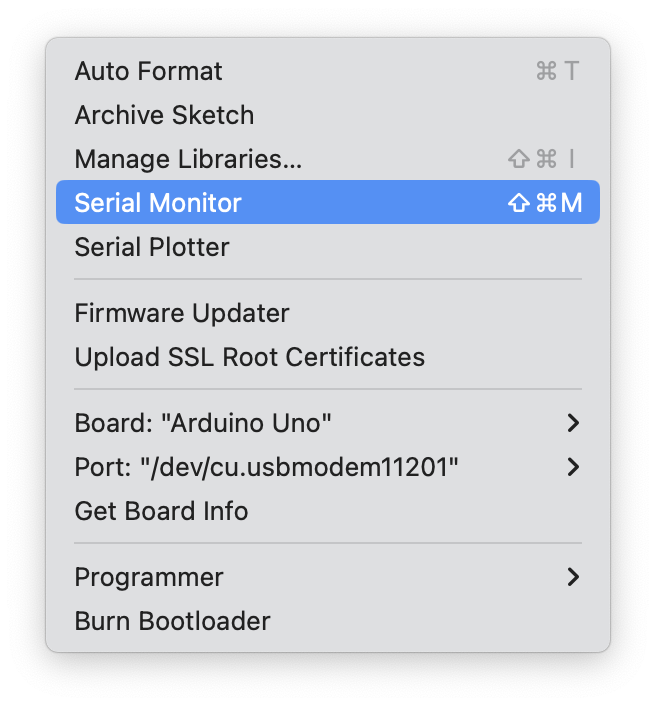 Auto Format ⌘ T
Archive Sketch
Manage Libraries... ⇧ ⌘ I
Serial Monitor ⇧ ⌘ M
Serial Plotter
Firmware Updater
Upload SSL Root Certificates
Board: "Arduino Uno"
Port: "/dev/cu.usbmodem11201"
Get Board Info
Programmer
Burn Bootloader